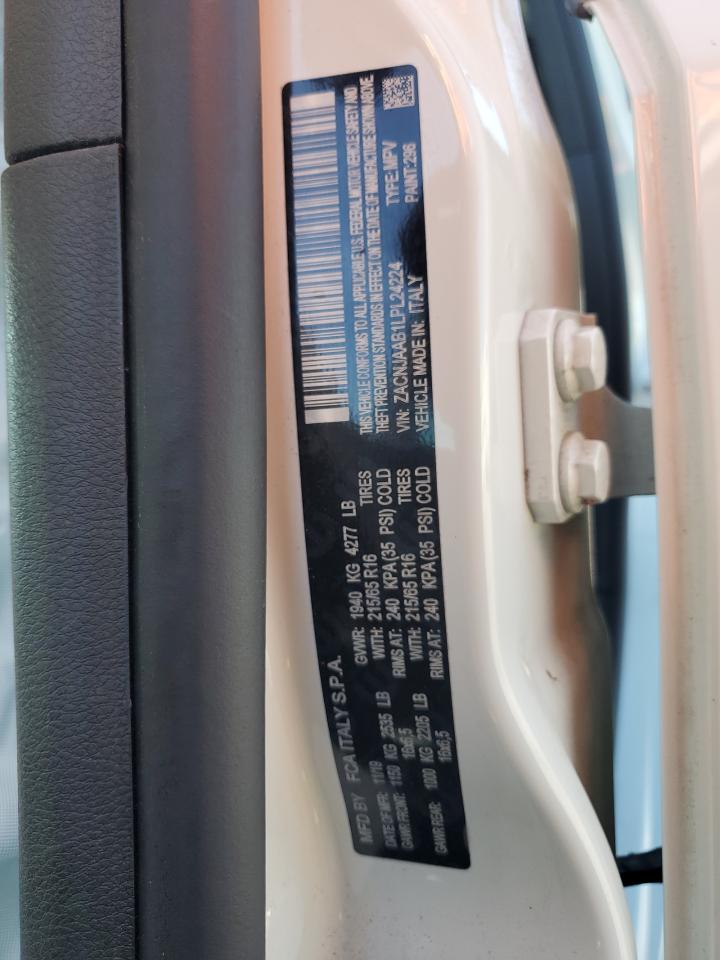 MFD BY FCA ITALY S.P.A.
DATE OF MFR: 11/19 GVWR: 1940 KG 4277 LB
GAWR FRONT: 1150 KG 2535 LB WITH: 215/65 R16 TIRES
16x6,5 RIMS AT: 240 KPA (35 PSI) COLD
GAWR REAR: 1000 KG 2205 LB WITH: 215/65 R16 TIRES
16x6,5 RIMS AT: 240 KPA (35 PSI) COLD
THIS VEHICLE CONFORMS TO ALL APPLICABLE U.S. FEDERAL MOTOR VEHICLE SAFETY AND
THEFT PREVENTION STANDARDS IN EFFECT ON THE DATE OF MANUFACTURE SHOWN ABOVE.
VIN: ZACNJAAB1LPL24224 TYPE: MPV
VEHICLE MADE IN: ITALY PAINT: 296